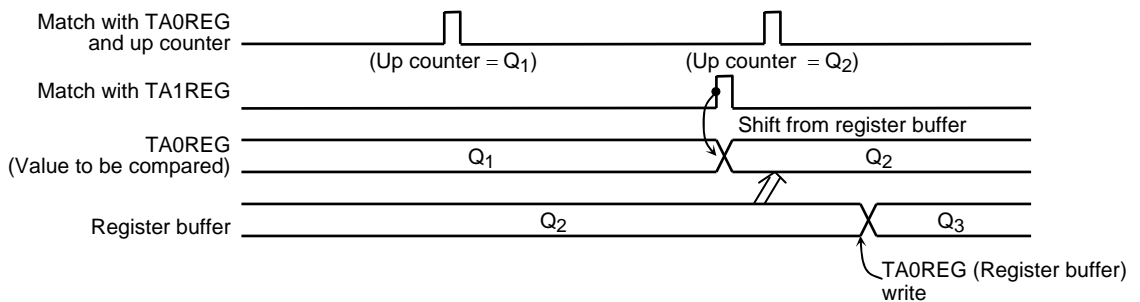 Match with TA0REG
and up counter
(Up counter = Q1)
(Up counter = Q2)
Match with TA1REG
Shift from register buffer
TA0REG
(Value to be compared)
Q1
Q2
Register buffer
Q2
Q3
TA0REG (Register buffer)
write